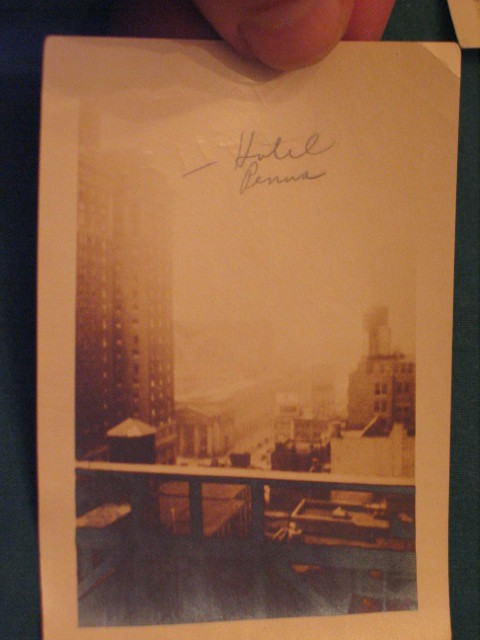 — Hotel
Penna